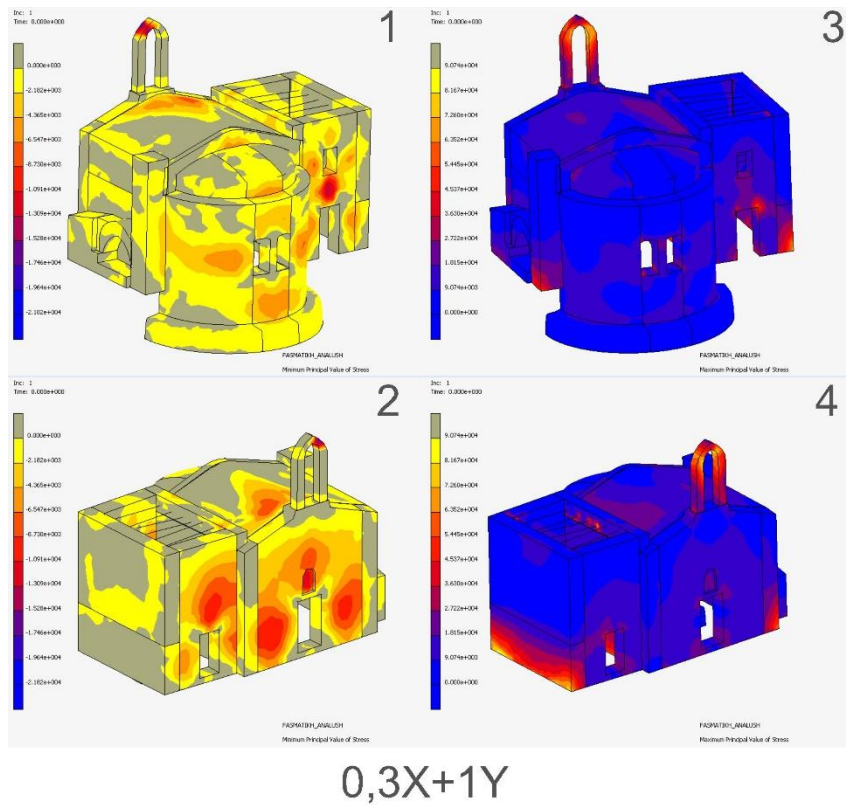 Inc: 1
Time: 0.000e+000
1
0.000e+000
-2.182e+003
-4.365e+003
-6.547e+003
-8.730e+003
-1.091e+004
-1.309e+004
-1.528e+004
-1.746e+004
-1.964e+004
-2.182e+004
FASMATIKH_ANALUSH
Minimum Principal Value of Stress
Inc: 1
Time: 0.000e+000
3
9.074e+004
8.167e+004
7.260e+004
6.352e+004
5.445e+004
4.537e+004
3.630e+004
2.722e+004
1.815e+004
9.074e+003
0.000e+000
FASMATIKH_ANALUSH
Maximum Principal Value of Stress
Inc: 1
Time: 0.000e+000
2
0.000e+000
-2.182e+003
-4.365e+003
-6.547e+003
-8.730e+003
-1.091e+004
-1.309e+004
-1.528e+004
-1.746e+004
-1.964e+004
-2.182e+004
FASMATIKH_ANALUSH
Minimum Principal Value of Stress
Inc: 1
Time: 0.000e+000
4
9.074e+004
8.167e+004
7.260e+004
6.352e+004
5.445e+004
4.537e+004
3.630e+004
2.722e+004
1.815e+004
9.074e+003
0.000e+000
FASMATIKH_ANALUSH
Maximum Principal Value of Stress
0,3X+1Y